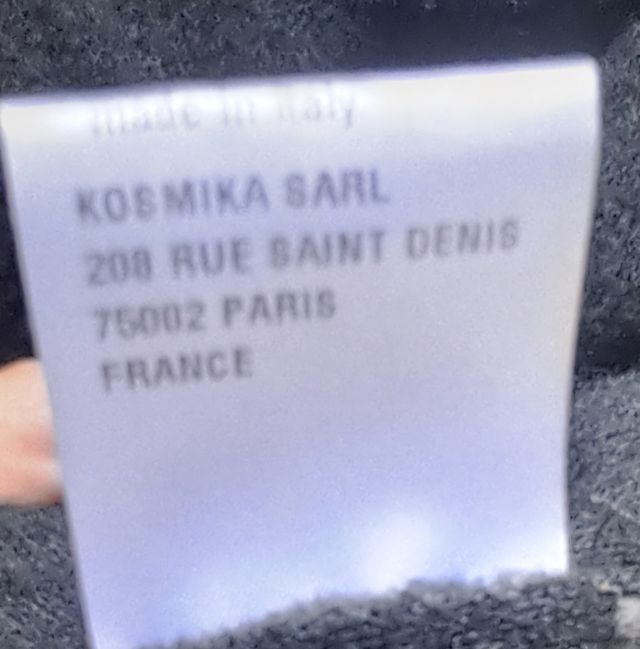 made in Italy
KOSMIKA SARL
208 RUE SAINT DENIS
75002 PARIS
FRANCE